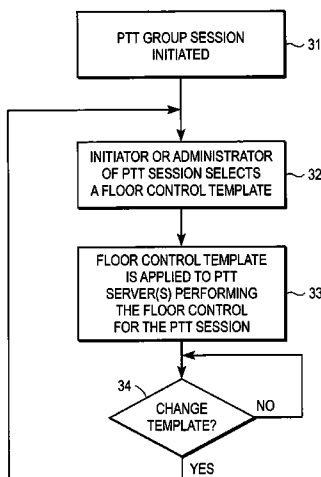 PTT GROUP SESSION
INITIATED
31
INITIATOR OR ADMINISTRATOR
OF PTT SESSION SELECTS
A FLOOR CONTROL TEMPLATE
32
FLOOR CONTROL TEMPLATE
IS APPLIED TO PTT
SERVER(S) PERFORMING
THE FLOOR CONTROL
FOR THE PTT SESSION
33
34
CHANGE
TEMPLATE?
NO
YES